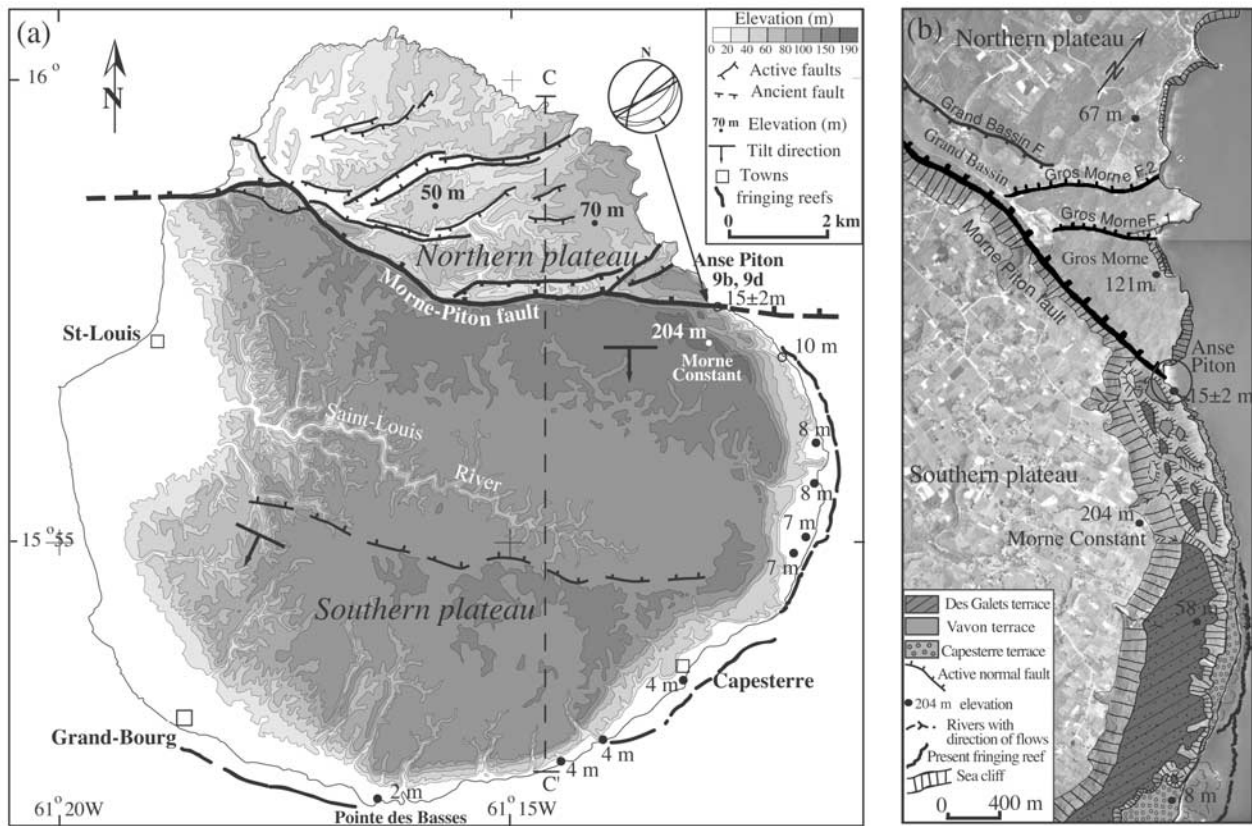 (a)
16°
N
C
N
Elevation (m)
0 20 40 60 80 100 150 190
Active faults
Ancient fault
70 m Elevation (m)
Tilt direction
Towns
fringing reefs
0 2 km
50 m
70 m
Northern plateau
Anse Piton
9b, 9d
15±2m
Morne-Piton fault
204 m
Morne
Constant
10 m
St-Louis
Saint-Louis
River
8 m
8 m
7 m
7 m
15°55
Southern plateau
4 m
Capesterre
Grand-Bourg
4 m
4 m
C'
2 m
Pointe des Basses
61°20 W
61°15 W
(b)
Northern plateau
N
67 m
Grand Bassin F.
Grand Bassin
Gros Morne F.2
Gros Morne F. 1
Gros Morne
121m
Morne Piton fault
Anse
Piton
15±2 m
Southern plateau
204 m
Morne Constant
58 m
8 m
Des Galets terrace
Vavon terrace
Capesterre terrace
Active normal fault
204 m elevation
Rivers with
direction of flows
Present fringing reef
Sea cliff
0 400 m